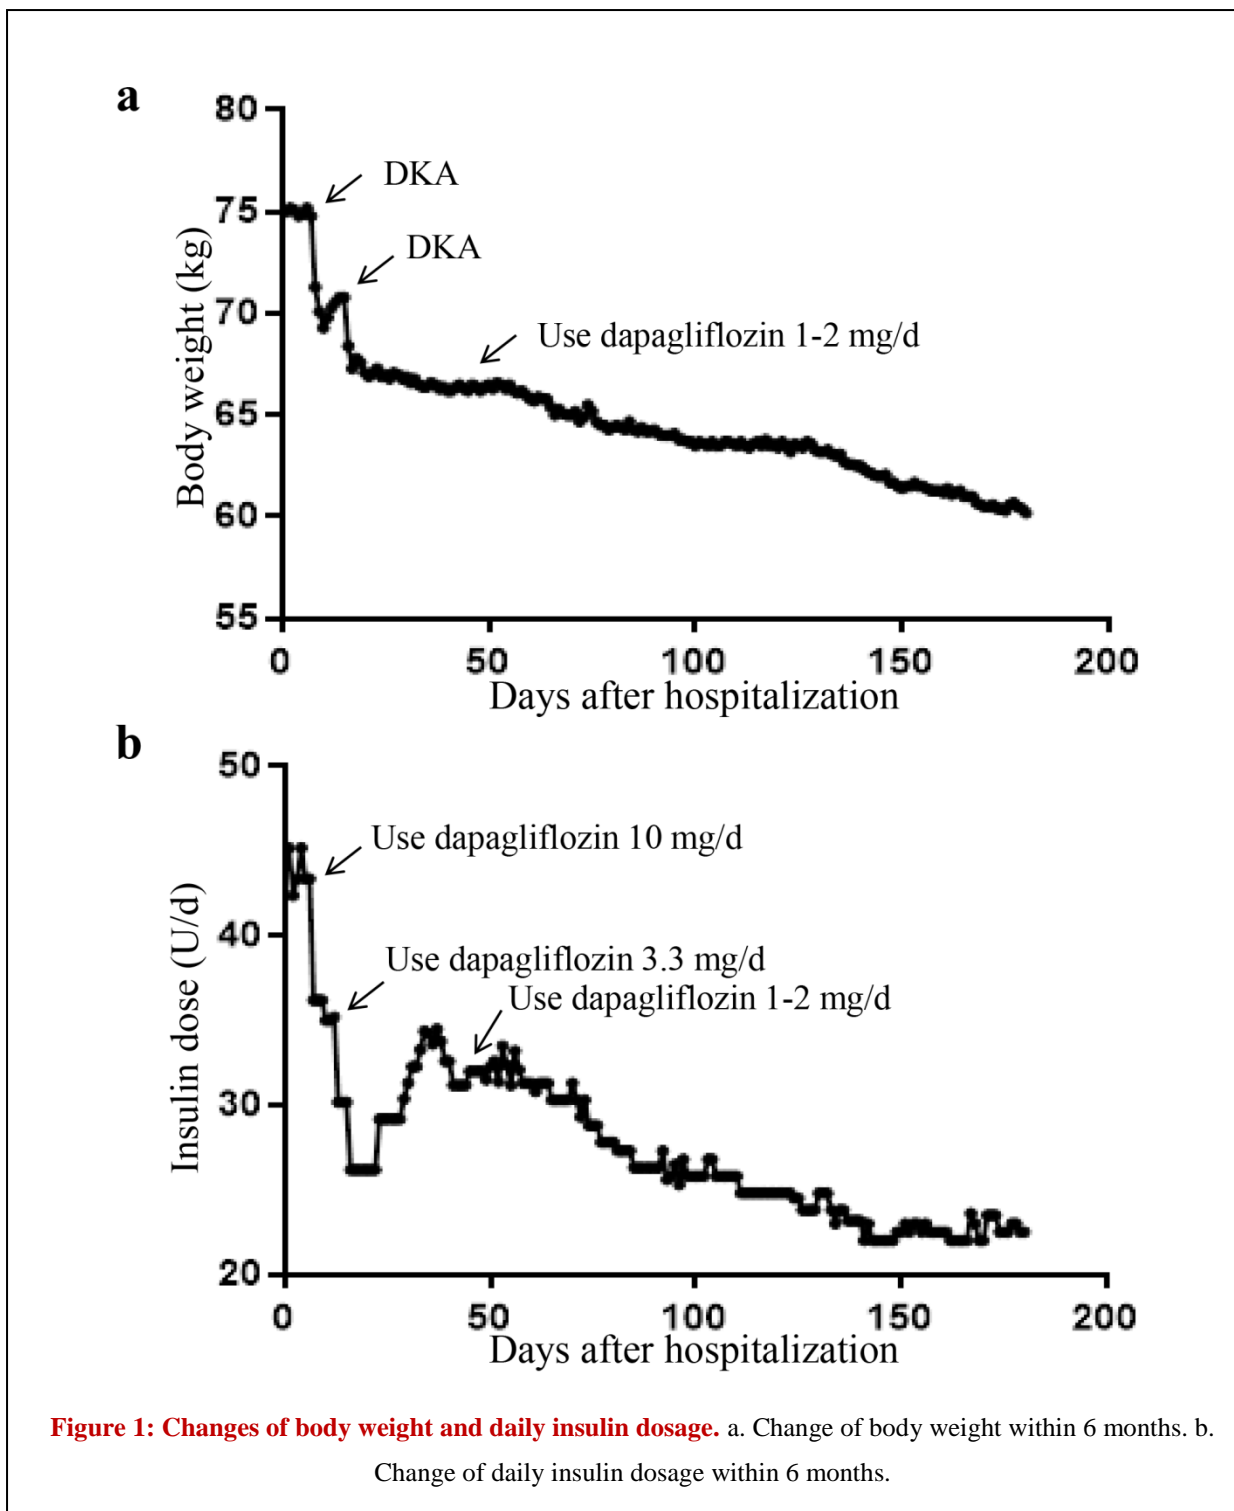 a
80
DKA
75
DKA
70
Use dapagliflozin 1-2 mg/d
65
60
55
Body weight (kg)
0 50 100 150 200
Days after hospitalization
b
50
Use dapagliflozin 10 mg/d
40
Use dapagliflozin 3.3 mg/d
Use dapagliflozin 1-2 mg/d
30
20
Insulin dose (U/d)
0 50 100 150 200
Days after hospitalization
Figure 1: Changes of body weight and daily insulin dosage. a. Change of body weight within 6 months. b.
Change of daily insulin dosage within 6 months.